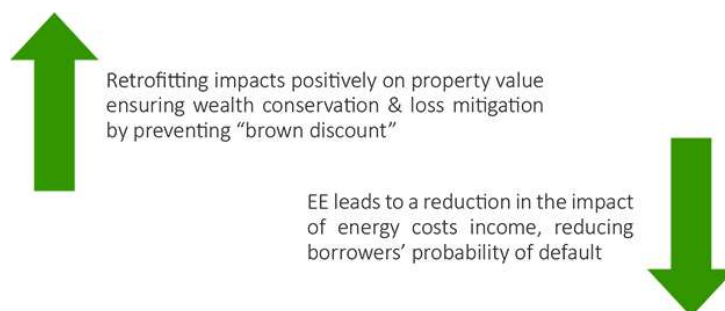 Retrofitting impacts positively on property value
ensuring wealth conservation & loss mitigation
by preventing “brown discount”
EE leads to a reduction in the impact
of energy costs income, reducing
borrowers’ probability of default